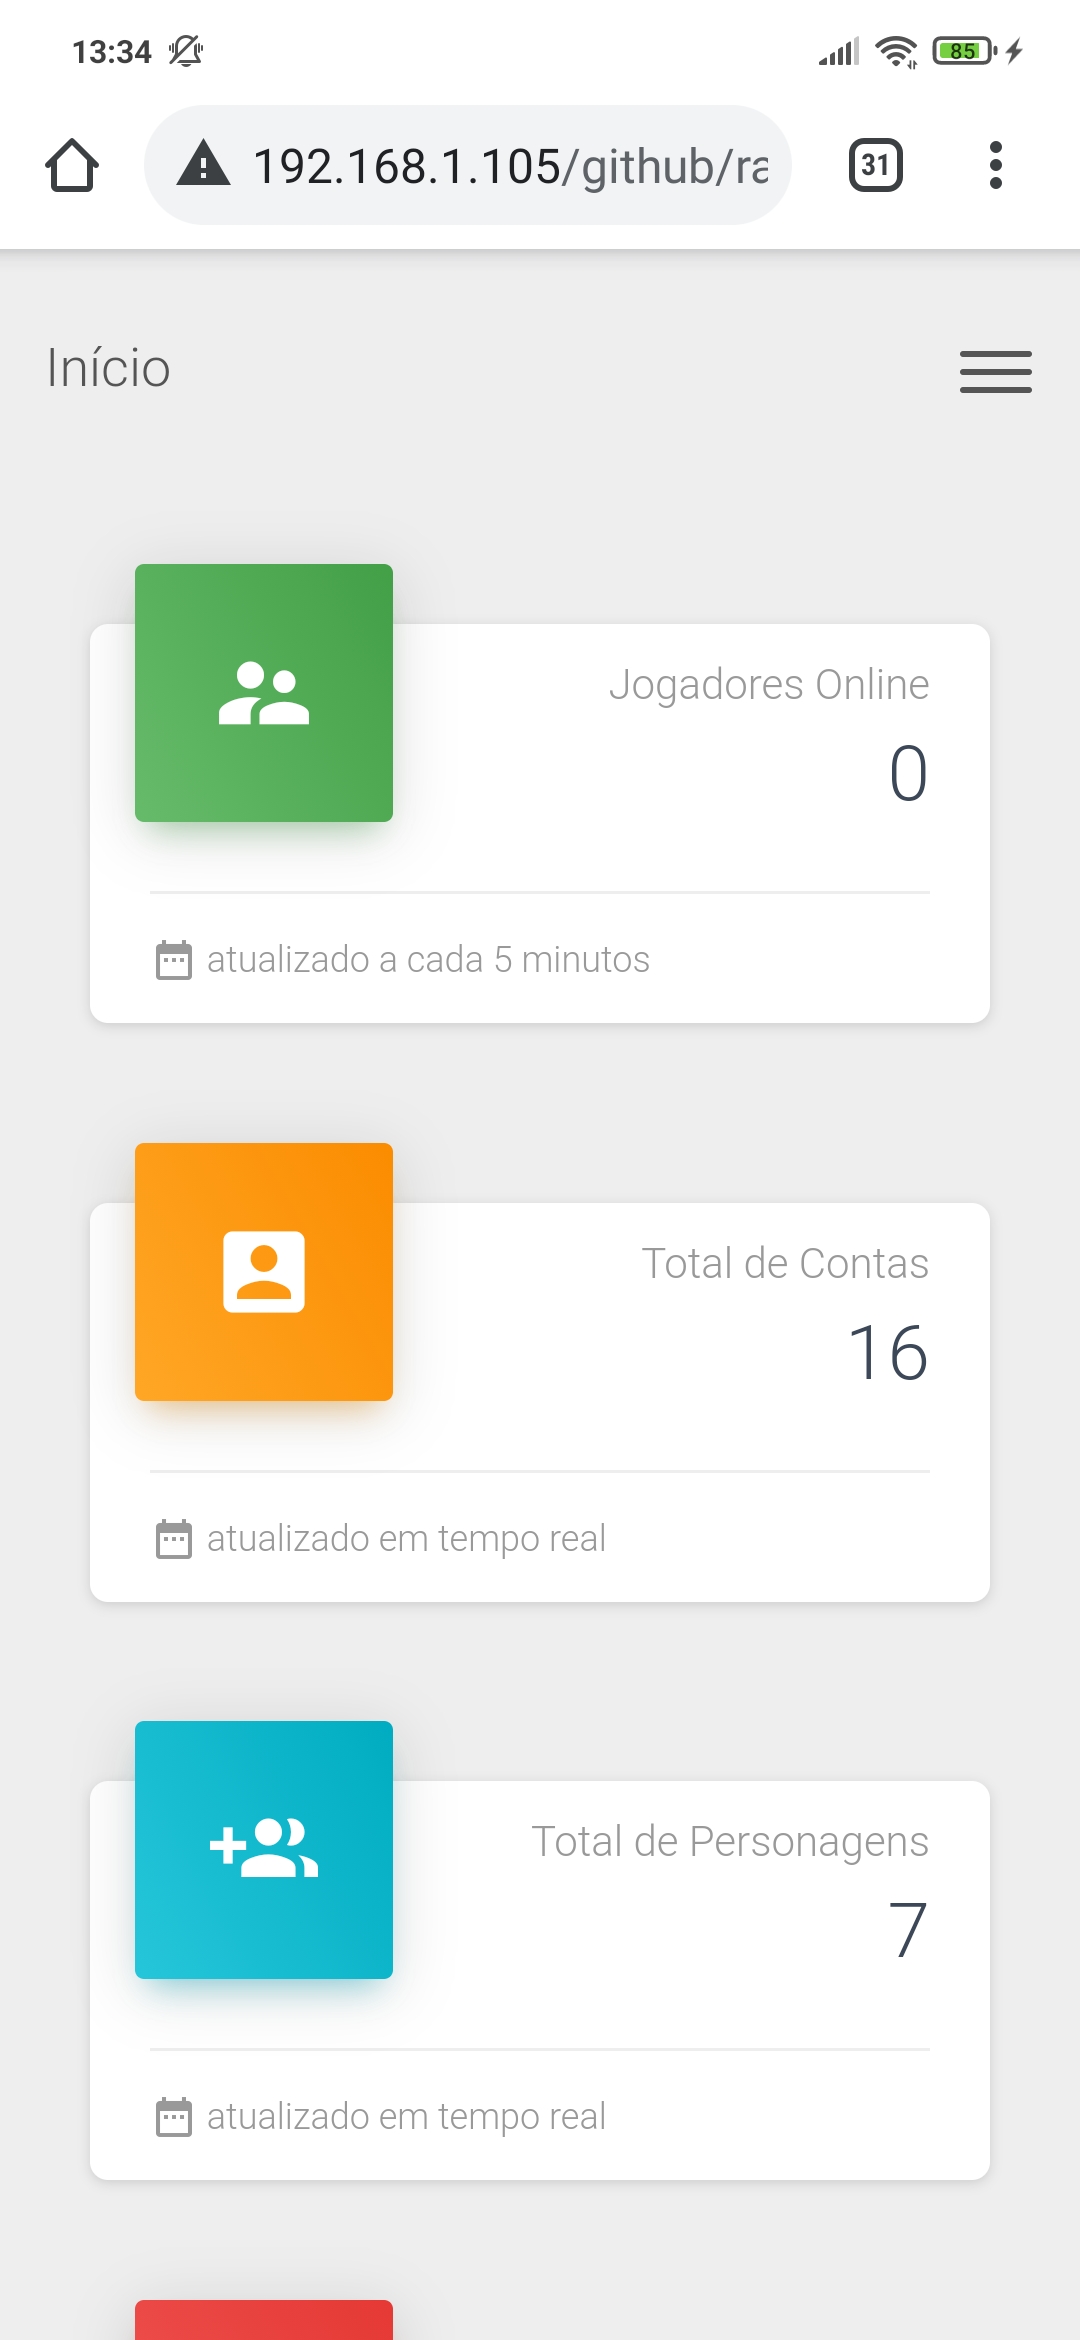 13:34
85
192.168.1.105/github/ra
31
Início
Jogadores Online
0
atualizado a cada 5 minutos
Total de Contas
16
atualizado em tempo real
Total de Personagens
7
atualizado em tempo real